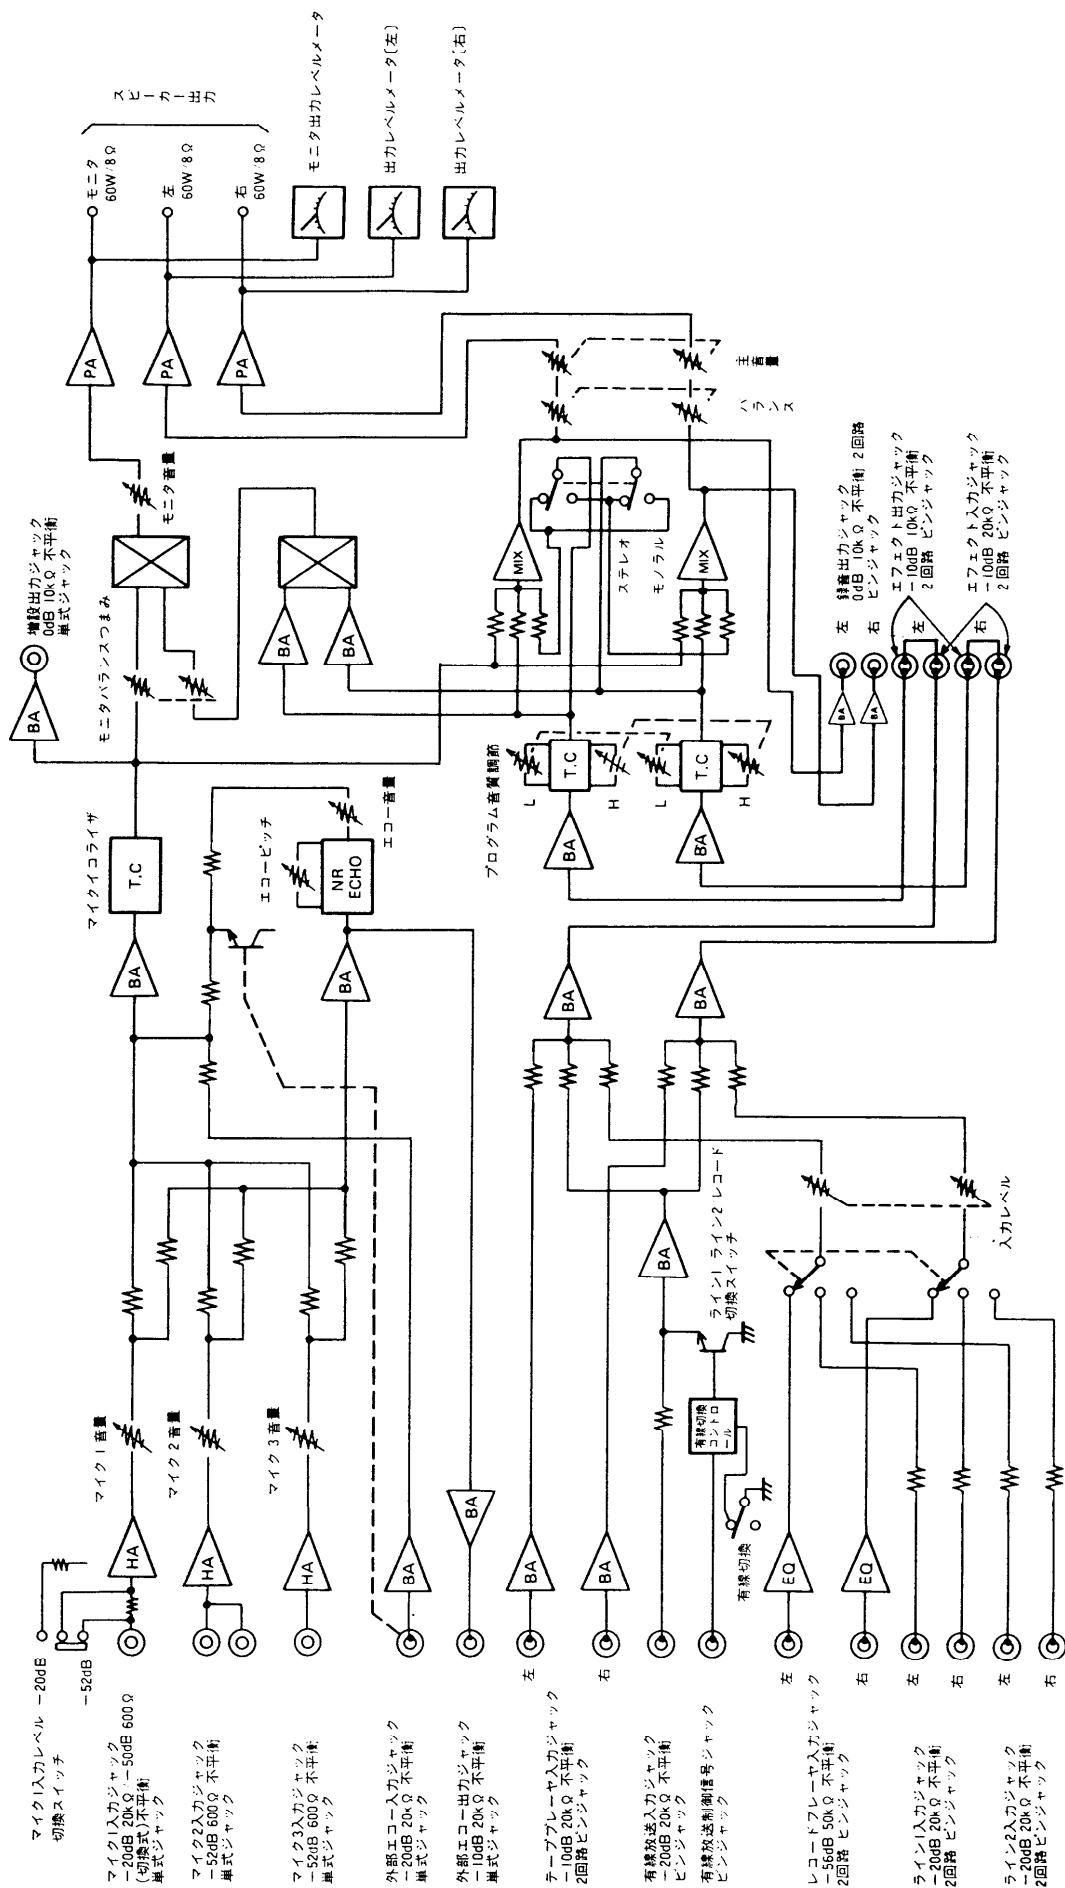 マイク1入力レベル
切換スイッチ
−20dB
−52dB
マイク1入力ジャック
−20dB 20kΩ/−50dB 600Ω
(切換式)不平衡
単式ジャック
マイク2入力ジャック
−52dB 600Ω 不平衡
単式ジャック
マイク3入力ジャック
−52dB 600Ω 不平衡
単式ジャック
外部エコー入力ジャック
−20dB 20kΩ 不平衡
単式ジャック
外部エコー出力ジャック
−10dB 20kΩ 不平衡
単式ジャック
テーププレーヤ入力ジャック
−10dB 20kΩ 不平衡
2回路ピンジャック
左
右
有線放送入力ジャック
−20dB 20kΩ 不平衡
ピンジャック
有線放送制御信号ジャック
ピンジャック
レコードプレーヤ入力ジャック
−56dB 50kΩ 不平衡
2回路 ピンジャック
左
右
ライン1入力ジャック
−20dB 20kΩ 不平衡
2回路 ピンジャック
左
右
ライン2入力ジャック
−20dB 20kΩ 不平衡
2回路ピンジャック
左
右
HA
HA
HA
BA
BA
BA
BA
EQ
EQ
マイク1音量
マイク2音量
マイク3音量
有線切換
有線切換
コントロ
ール
BA
ライン1 ライン2 レコード
切換スイッチ
入力レベル
BA
BA
BA
BA
マイクイコライザ
T.C
エコーピッチ
NR
ECHO
エコー音量
BA
BA
プログラム音質調節
L
H
L
H
T.C
T.C
BA
増設出力ジャック
0dB 10kΩ 不平衡
単式ジャック
モニタバランスつまみ
モニタ音量
BA
BA
MIX
MIX
ステレオ
モノラル
バランス
主音量
BA
BA
左
右
録音出力ジャック
0dB 10kΩ 不平衡 2回路
ピンジャック
エフェクト出力ジャック
−10dB 10kΩ 不平衡
2回路 ピンジャック
エフェクト入力ジャック
−10dB 20kΩ 不平衡
2回路 ピンジャック
左
右
PA
PA
PA
スピーカー出力
モニタ
60W/8Ω
左
60W/8Ω
右
60W/8Ω
モニタ出力レベルメータ
出力レベルメータ〔左〕
出力レベルメータ〔右〕